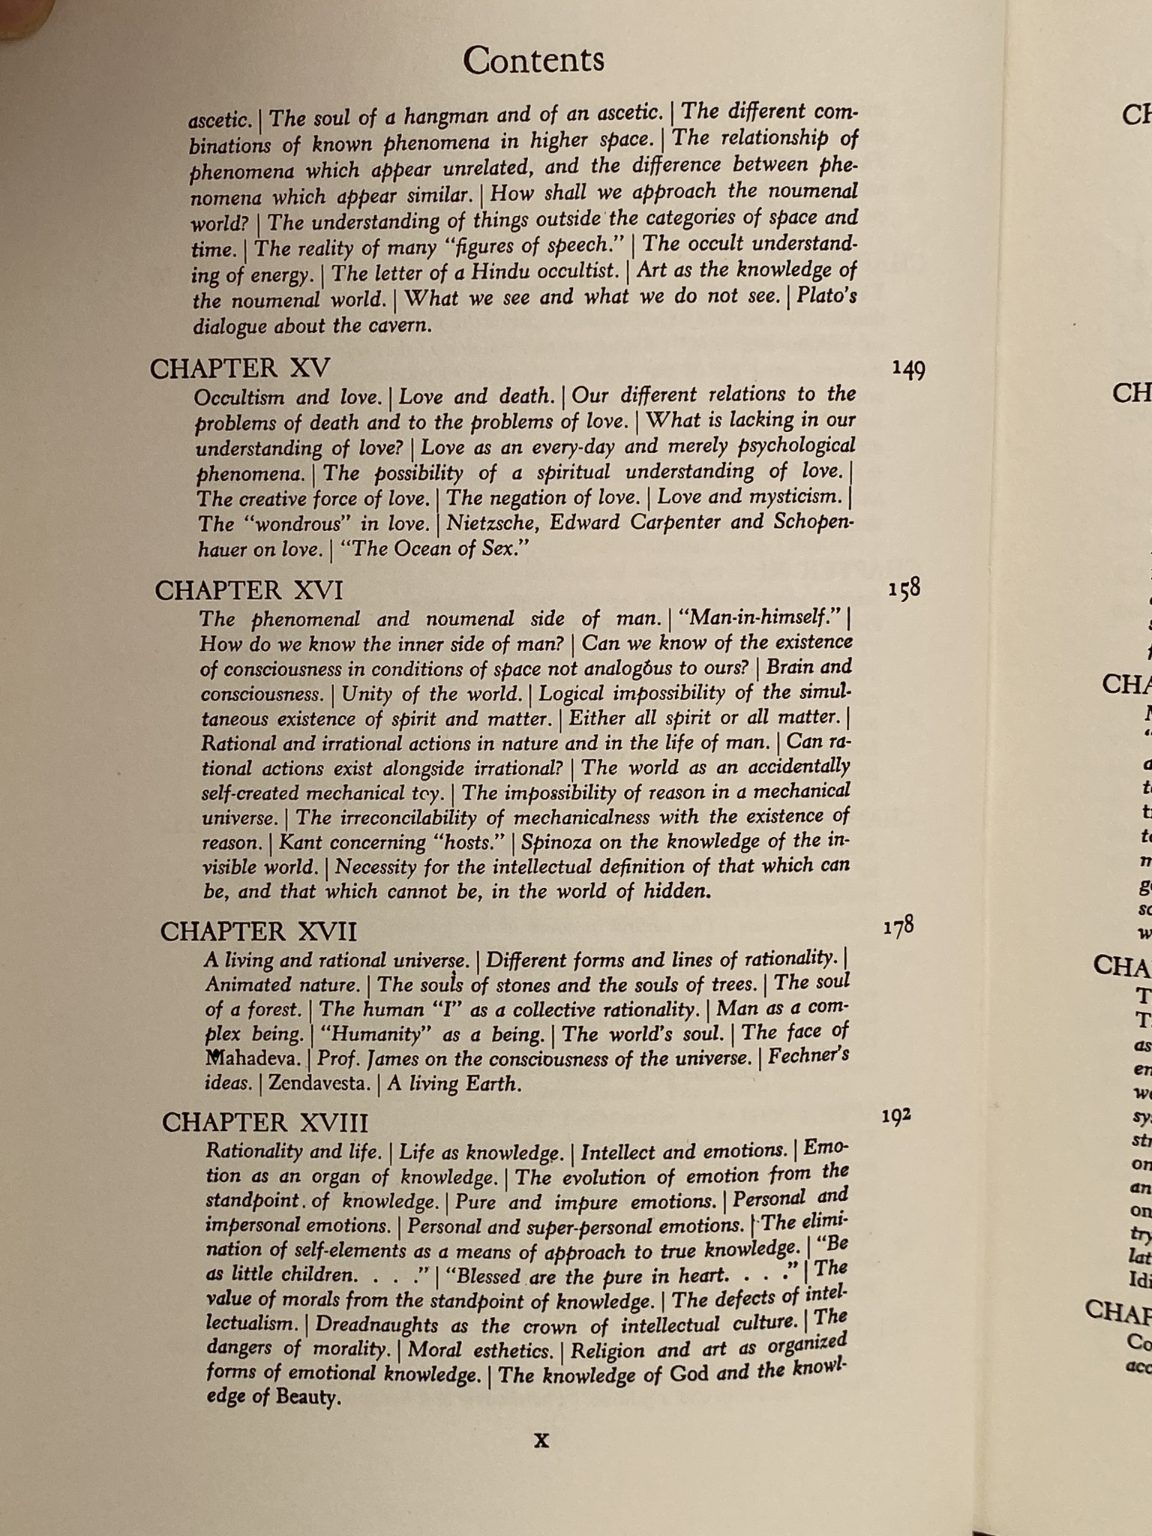 Contents
ascetic. | The soul of a hangman and of an ascetic. | The different com-
binations of known phenomena in higher space. | The relationship of
phenomena which appear unrelated, and the difference between phe-
nomena which appear similar. | How shall we approach the noumenal
world? | The understanding of things outside the categories of space and
time. | The reality of many “figures of speech.” | The occult understand-
ing of energy. | The letter of a Hindu occultist. | Art as the knowledge of
the noumenal world. | What we see and what we do not see. | Plato's
dialogue about the cavern.
CHAPTER XV 149
Occultism and love. | Love and death. | Our different relations to the
problems of death and to the problems of love. | What is lacking in our
understanding of love? | Love as an every-day and merely psychological
phenomena. | The possibility of a spiritual understanding of love. |
The creative force of love. | The negation of love. | Love and mysticism. |
The “wondrous” in love. | Nietzsche, Edward Carpenter and Schopen-
hauer on love. | “The Ocean of Sex.”
CHAPTER XVI 158
The phenomenal and noumenal side of man. | “Man-in-himself.” |
How do we know the inner side of man? | Can we know of the existence
of consciousness in conditions of space not analogous to ours? | Brain and
consciousness. | Unity of the world. | Logical impossibility of the simul-
taneous existence of spirit and matter. | Either all spirit or all matter. |
Rational and irrational actions in nature and in the life of man. | Can ra-
tional actions exist alongside irrational? | The world as an accidentally
self-created mechanical toy. | The impossibility of reason in a mechanical
universe. | The irreconcilability of mechanicalness with the existence of
reason. | Kant concerning “hosts.” | Spinoza on the knowledge of the in-
visible world. | Necessity for the intellectual definition of that which can
be, and that which cannot be, in the world of hidden.
CHAPTER XVII 178
A living and rational universe. | Different forms and lines of rationality. |
Animated nature. | The souls of stones and the souls of trees. | The soul
of a forest. | The human “I” as a collective rationality. | Man as a com-
plex being. | “Humanity” as a being. | The world's soul. | The face of
Mahadeva. | Prof. James on the consciousness of the universe. | Fechner's
ideas. | Zendavesta. | A living Earth.
CHAPTER XVIII 192
Rationality and life. | Life as knowledge. | Intellect and emotions. | Emo-
tion as an organ of knowledge. | The evolution of emotion from the
standpoint of knowledge. | Pure and impure emotions. | Personal and
impersonal emotions. | Personal and super-personal emotions. | The elimi-
nation of self-elements as a means of approach to true knowledge. | “Be
as little children. . . .” | “Blessed are the pure in heart. . . .” | The
value of morals from the standpoint of knowledge. | The defects of intel-
lectualism. | Dreadnaughts as the crown of intellectual culture. | The
dangers of morality. | Moral esthetics. | Religion and art as organized
forms of emotional knowledge. | The knowledge of God and the knowl-
edge of Beauty.
x